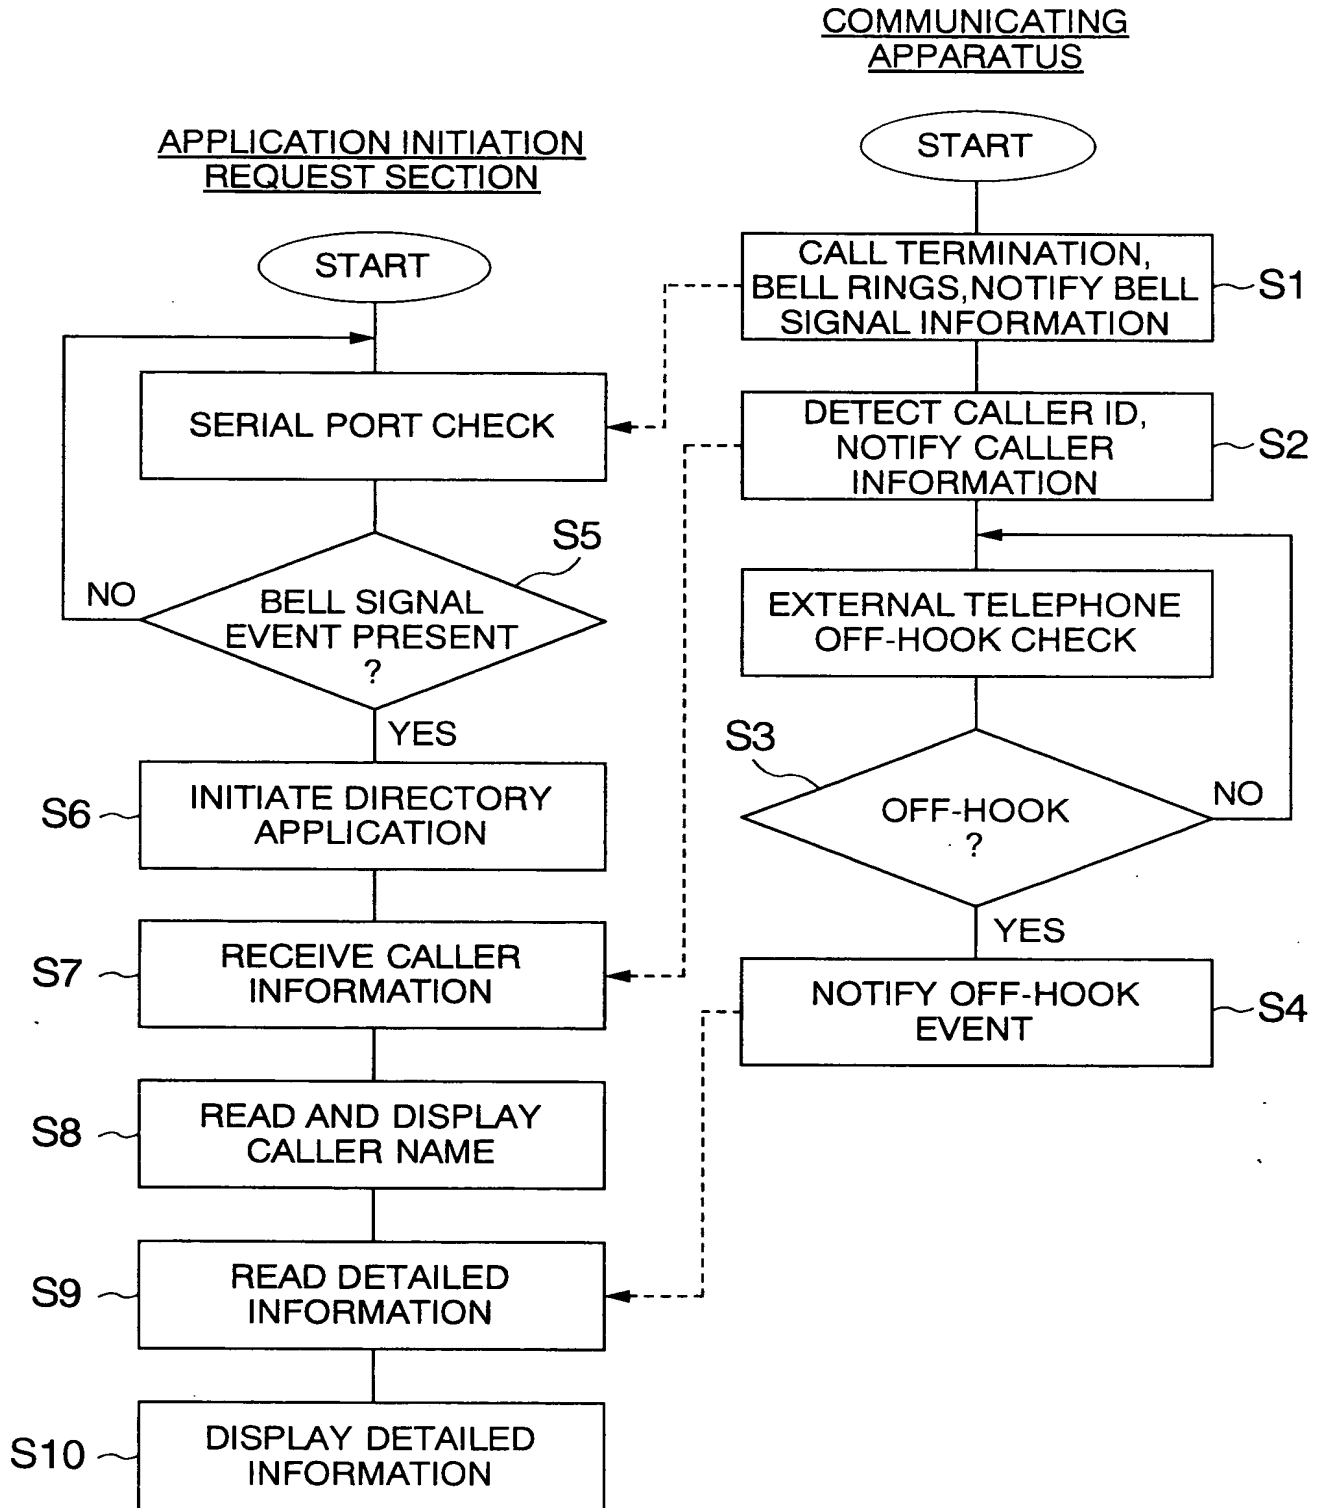 COMMUNICATING
APPARATUS
START
CALL TERMINATION,
BELL RINGS,NOTIFY BELL
SIGNAL INFORMATION
S1
DETECT CALLER ID,
NOTIFY CALLER
INFORMATION
S2
EXTERNAL TELEPHONE
OFF-HOOK CHECK
S3
OFF-HOOK
?
NO
YES
NOTIFY OFF-HOOK
EVENT
S4
APPLICATION INITIATION
REQUEST SECTION
START
SERIAL PORT CHECK
S5
NO
BELL SIGNAL
EVENT PRESENT
?
YES
S6
INITIATE DIRECTORY
APPLICATION
S7
RECEIVE CALLER
INFORMATION
S8
READ AND DISPLAY
CALLER NAME
S9
READ DETAILED
INFORMATION
S10
DISPLAY DETAILED
INFORMATION